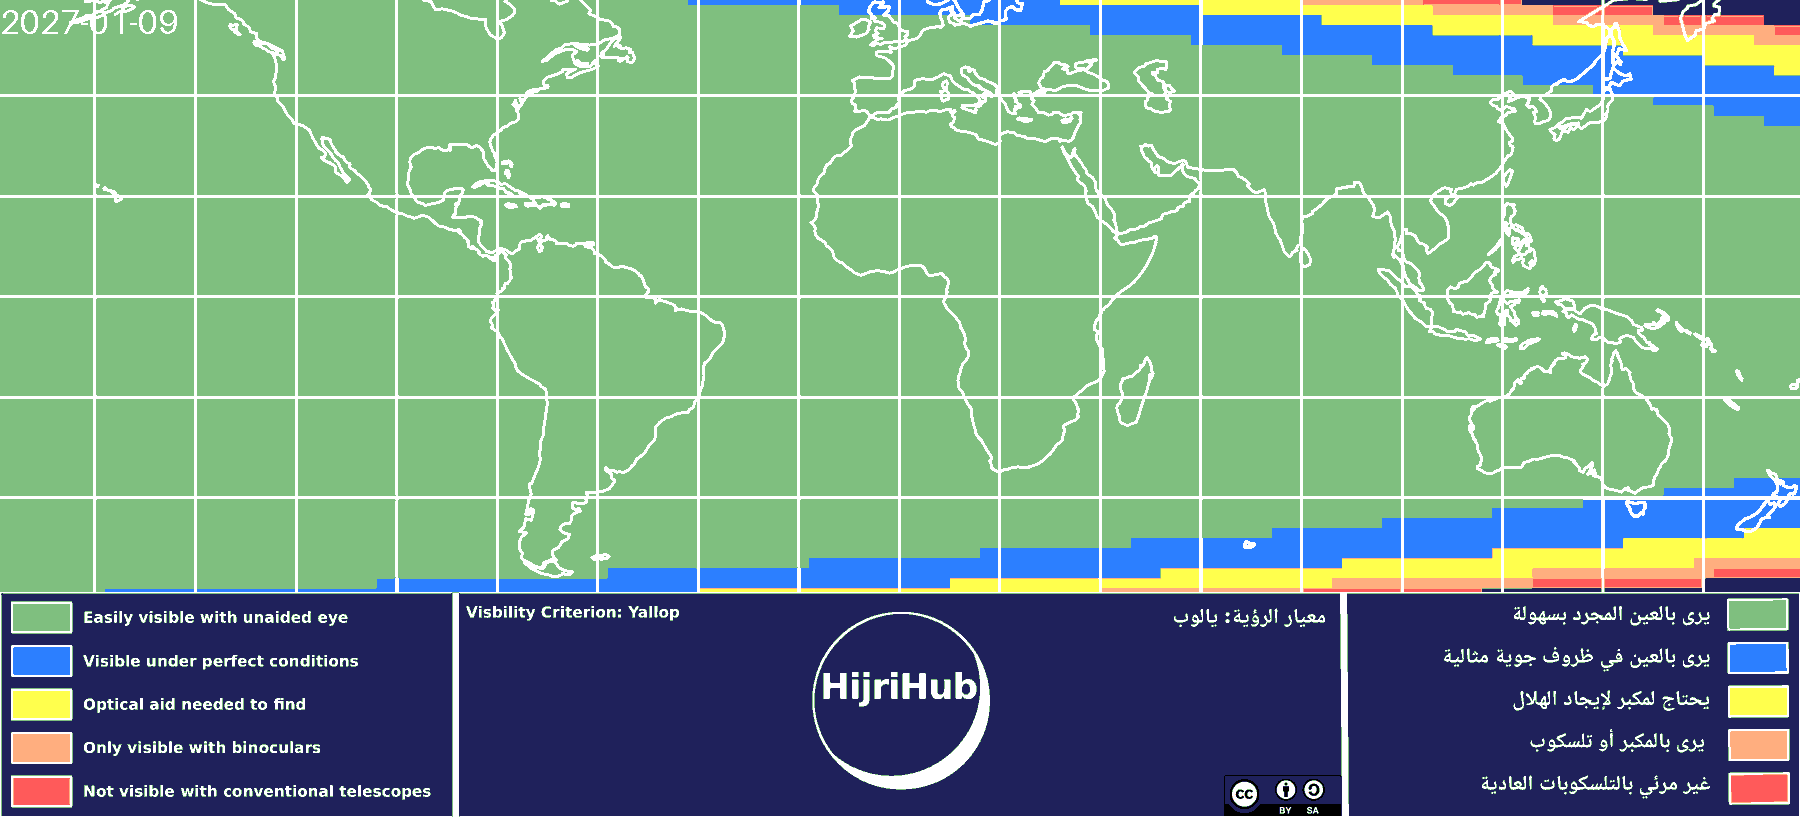 2027-01-09
Easily visible with unaided eye
Visible under perfect conditions
Optical aid needed to find
Only visible with binoculars
Not visible with conventional telescopes
Visbility Criterion: Yallop
معيار الرؤية: يالوب
HijriHub
cc
BY SA
يرى بالعين المجرد بسهولة
يرى بالعين في ظروف جوية مثالية
يحتاج لمكبر لإيجاد الهلال
يرى بالمكبر أو تلسكوب
غير مرئي بالتلسكوبات العادية